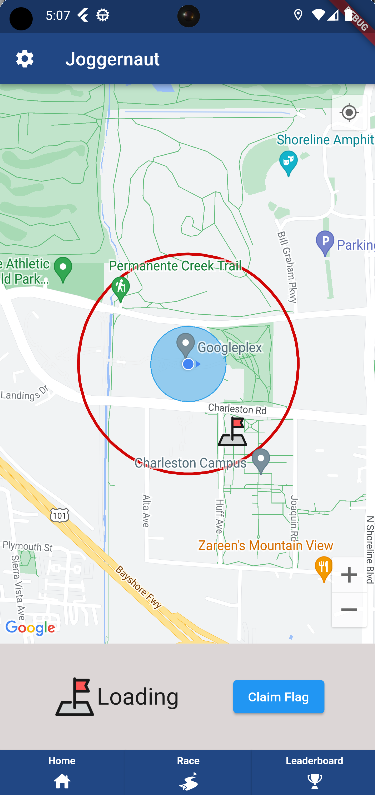 5:07
BUG
Joggernaut
Shoreline Amphit
Bill Graham Pkwy
Parking
e Athletic
ld Park...
Permanente Creek Trail
Googleplex
Landings Dr
Charleston Rd
Charleston Campus
101
Alta Ave
Huff Ave
Joaquin Rd
N Shoreline Blvd
Plymouth St
Sierra Vista Ave
Zareen's Mountain View
Bayshore Fwy
Google
Loading
Claim Flag
Home
Race
Leaderboard